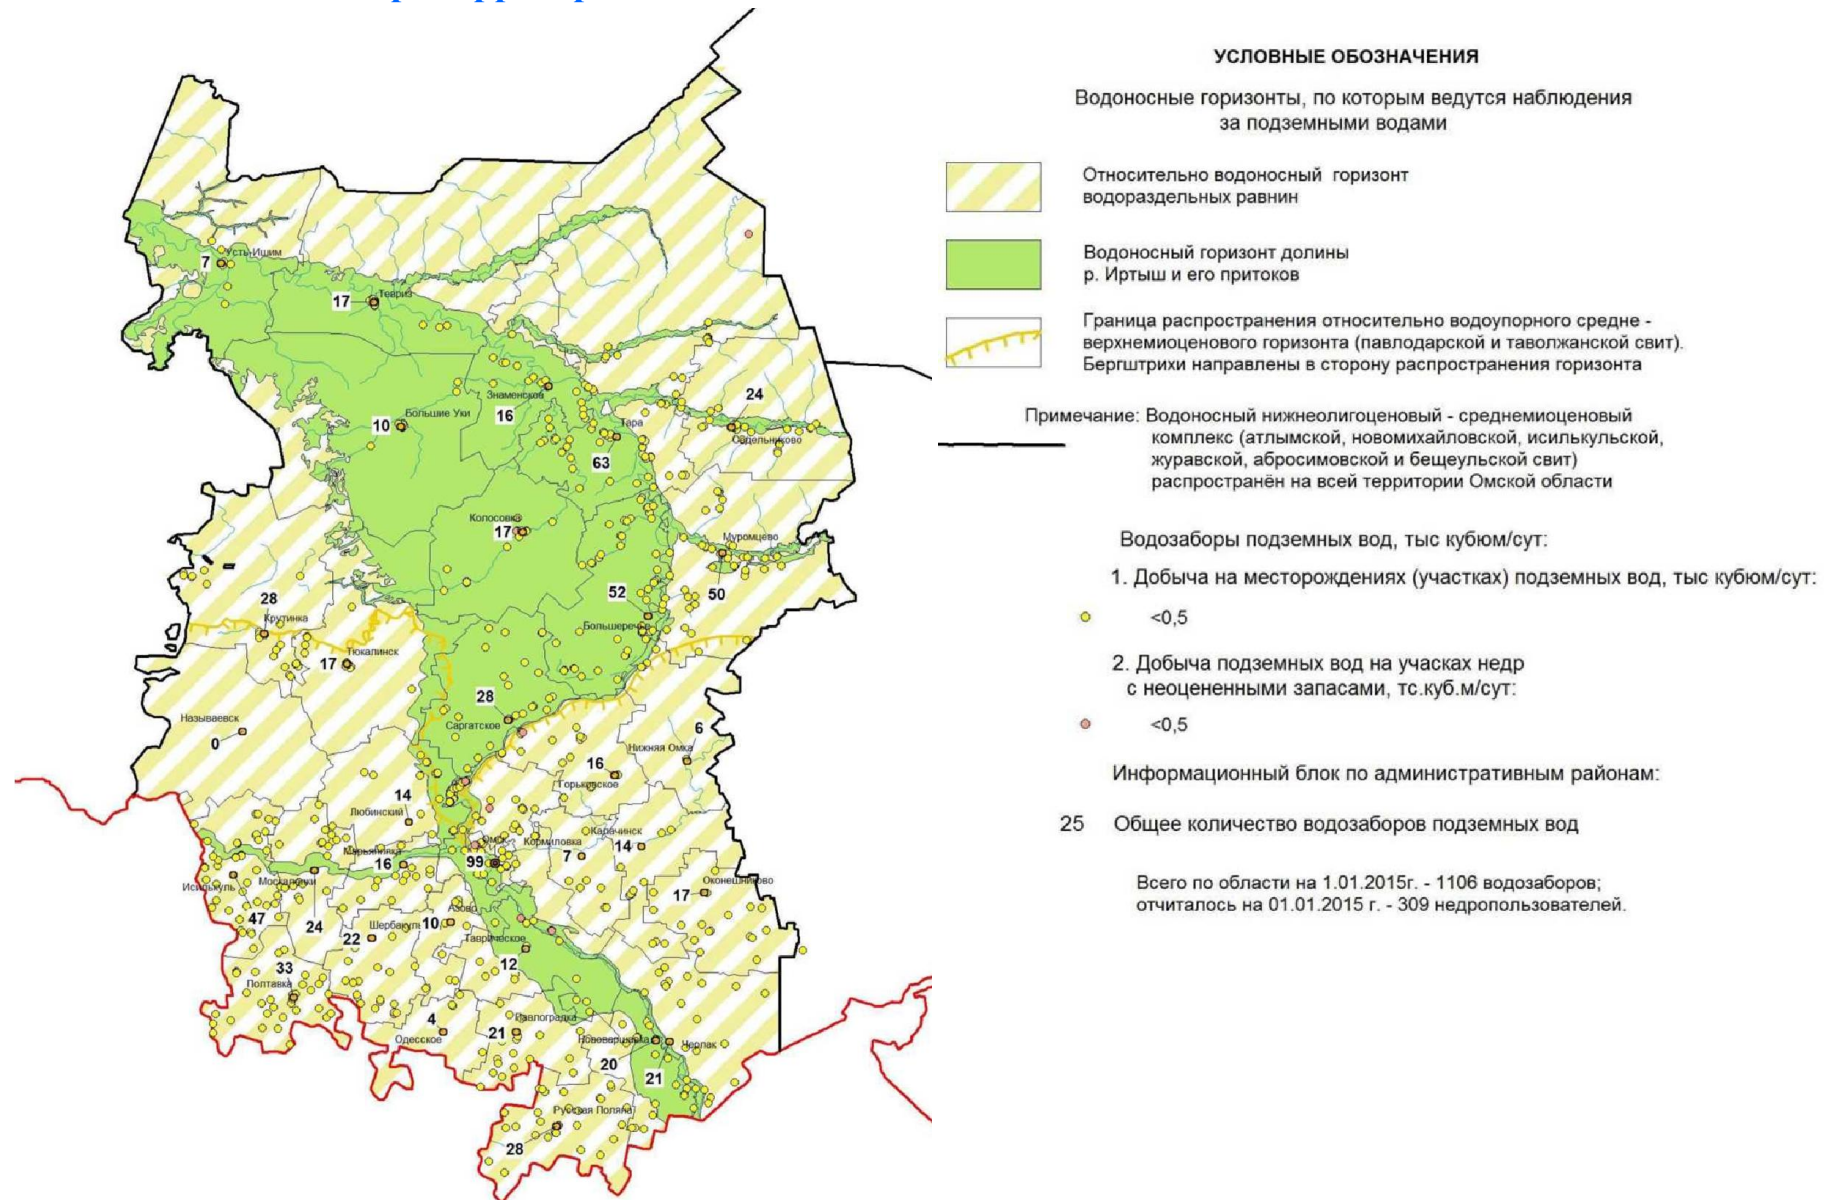 Усть-Ишим
7
17
Тевриз
24
Знаменское
16
Большие Уки
10
Тара
Седельниково
63
Колосовка
17
Муромцево
52
50
28
Крутинка
Большеречье
17
Тюкалинск
28
Саргатское
Называевск
0
6
Нижняя Омка
16
Горьковское
14
Любинский
Калачинск
Кормиловка
Омск
Марьяновка
16
99
7
14
Исилькуль
Москаленки
Оконешниково
17
47
24
Азово
Шербакуль
10
22
Таврическое
12
33
Полтавка
4
Одесское
21
Павлоградка
Нововаршавка
Черлак
20
21
Русская Поляна
28
УСЛОВНЫЕ ОБОЗНАЧЕНИЯ
Водоносные горизонты, по которым ведутся наблюдения
за подземными водами
Относительно водоносный горизонт
водораздельных равнин
Водоносный горизонт долины
р. Иртыш и его притоков
Граница распространения относительно водоупорного средне -
верхнемиоценового горизонта (павлодарской и таволжанской свит).
Бергштрихи направлены в сторону распространения горизонта
Примечание: Водоносный нижнеолигоценовый - среднемиоценовый
комплекс (атлымской, новомихайловской, исилькульской,
журавской, абросимовской и бещеульской свит)
распространён на всей территории Омской области
Водозаборы подземных вод, тыс кубюм/сут:
1. Добыча на месторождениях (участках) подземных вод, тыс кубюм/сут:
<0,5
2. Добыча подземных вод на учасках недр
с неоцененными запасами, тс.куб.м/сут:
<0,5
Информационный блок по административным районам:
25 Общее количество водозаборов подземных вод
Всего по области на 1.01.2015г. - 1106 водозаборов;
отчиталось на 01.01.2015 г. - 309 недропользователей.